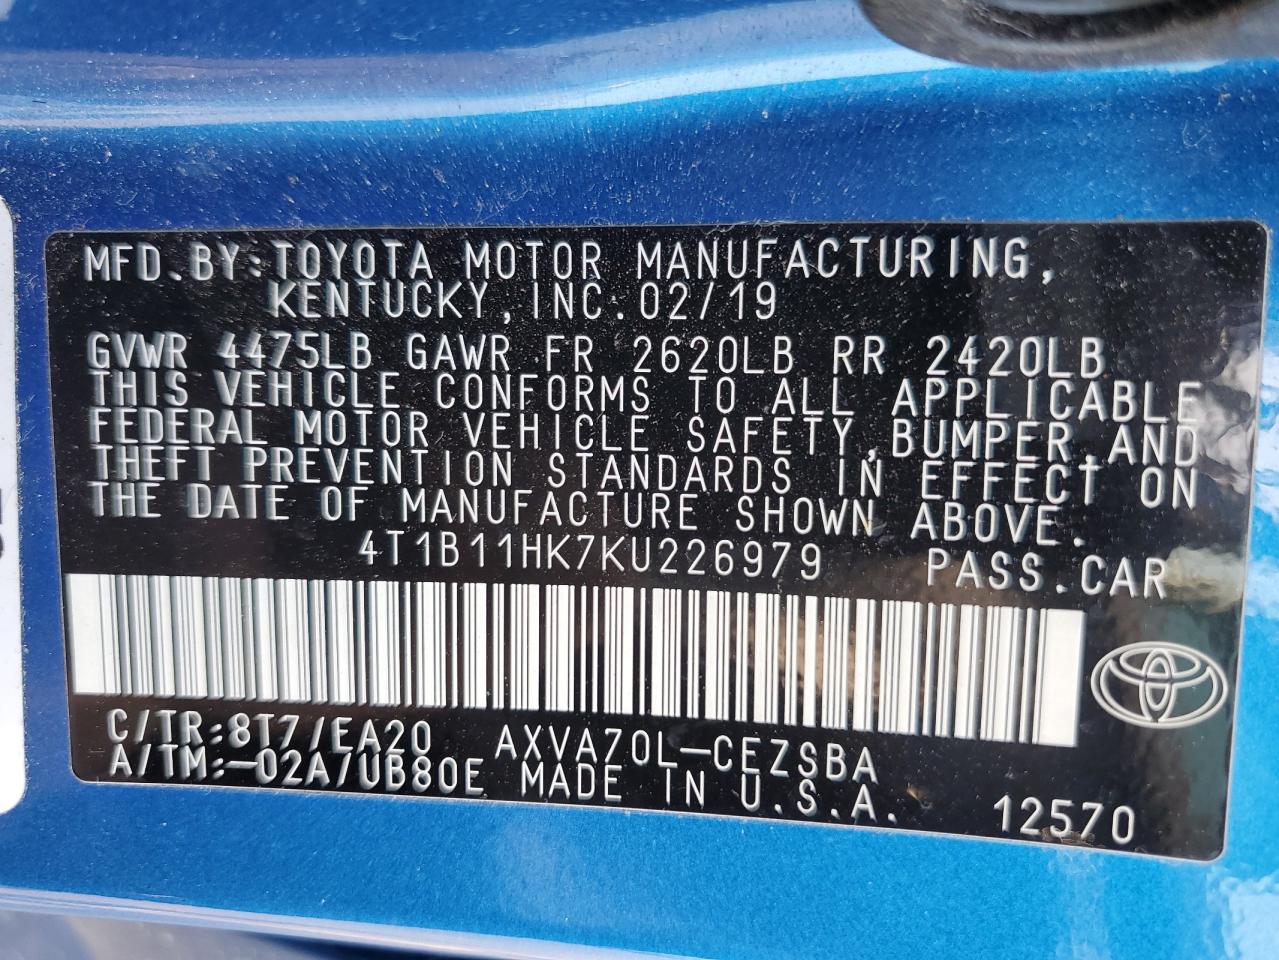 MFD.BY:TOYOTA MOTOR MANUFACTURING,
KENTUCKY,INC.02/19
GVWR 4475LB GAWR FR 2620LB RR 2420LB
THIS VEHICLE CONFORMS TO ALL APPLICABLE
FEDERAL MOTOR VEHICLE SAFETY,BUMPER,AND
THEFT PREVENTION STANDARDS IN EFFECT ON
THE DATE OF MANUFACTURE SHOWN ABOVE.
4T1B11HK7KU226979 PASS.CAR
C/TR:8T7/EA20 AXVA70L-CEZSBA
A/TM:-02A/UB80E MADE IN U.S.A. 12570